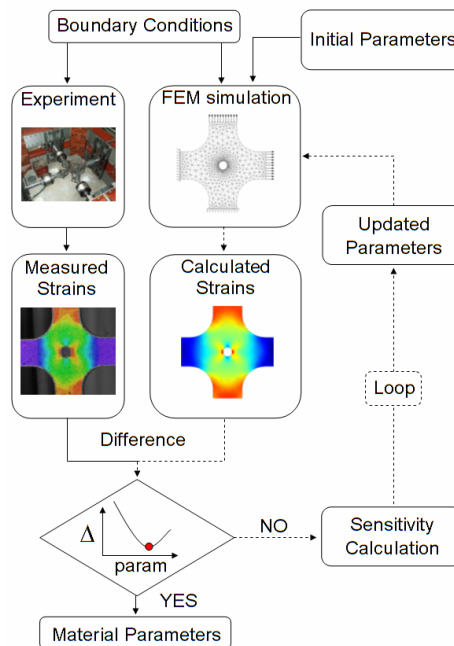 Boundary Conditions
Initial Parameters
Experiment
FEM simulation
Updated
Parameters
Measured
Strains
Calculated
Strains
Loop
Difference
Δ
param
NO
Sensitivity
Calculation
YES
Material Parameters